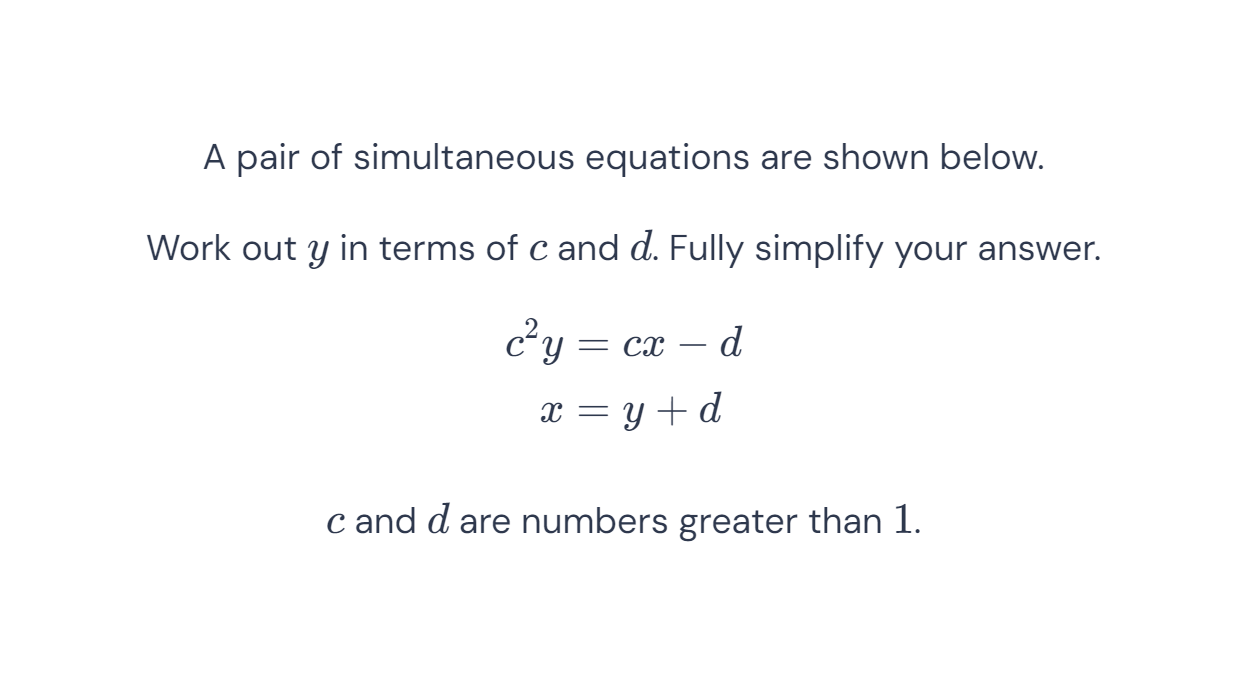 A pair of simultaneous equations are shown below.
Work out y in terms of c and d. Fully simplify your answer.
c²y = cx − d
x = y + d
c and d are numbers greater than 1.